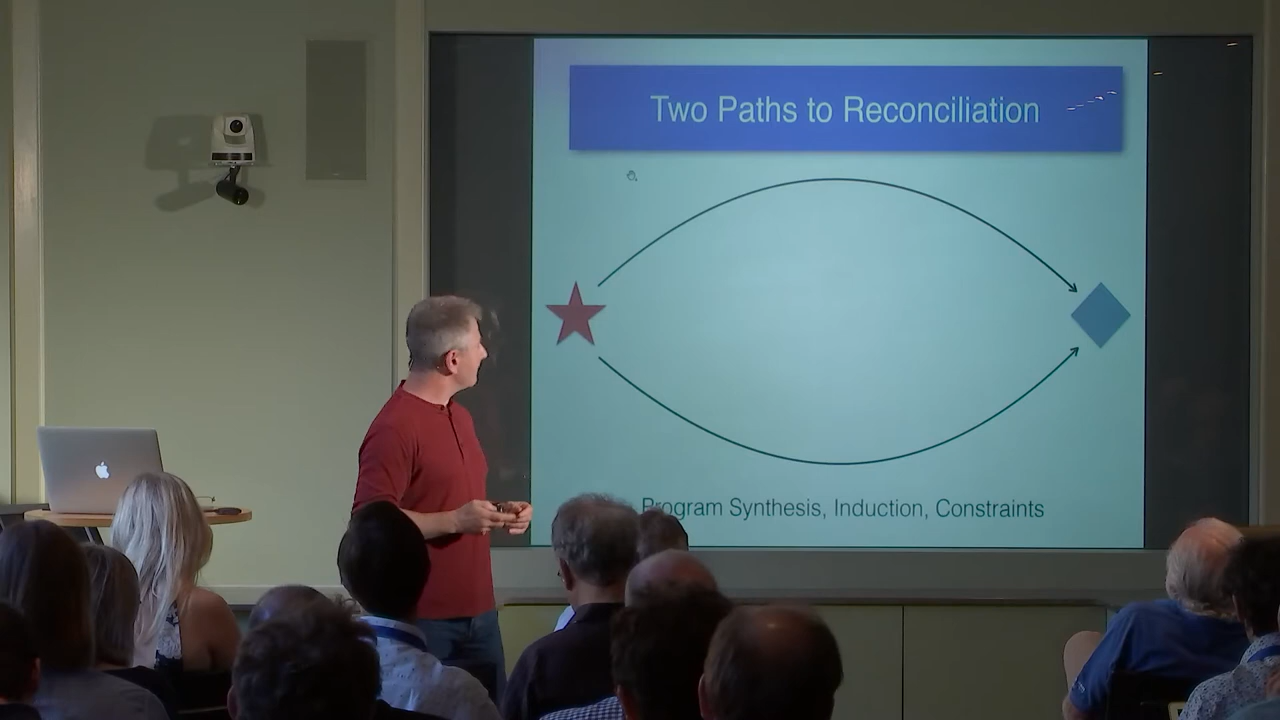 Two Paths to Reconciliation
Program Synthesis, Induction, Constraints